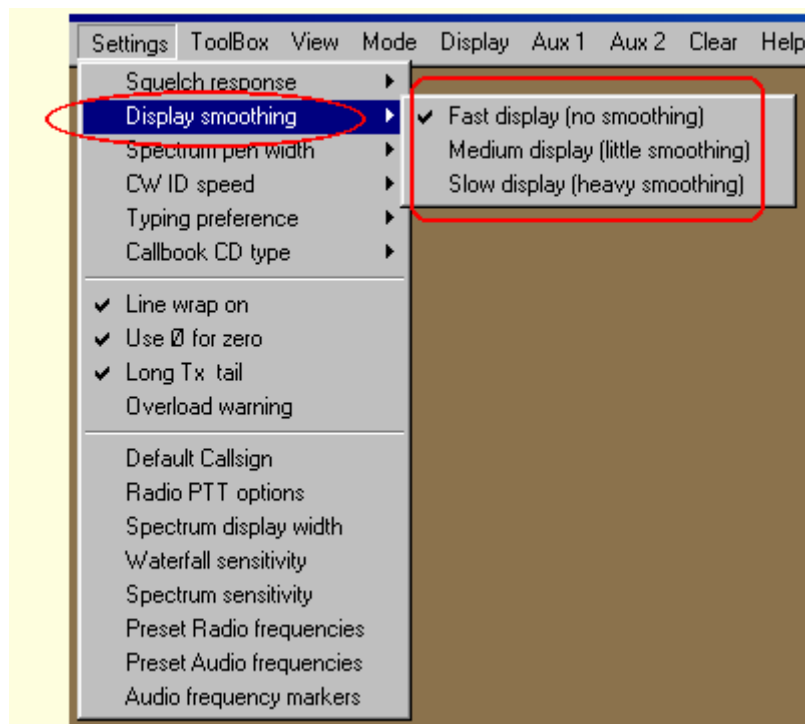 Settings ToolBox View Mode Display Aux 1 Aux 2 Clear Help
Squelch response
Display smoothing
Spectrum pen width
CW ID speed
Typing preference
Callbook CD type
Line wrap on
Use Ø for zero
Long Tx tail
Overload warning
Default Callsign
Radio PTT options
Spectrum display width
Waterfall sensitivity
Spectrum sensitivity
Preset Radio frequencies
Preset Audio frequencies
Audio frequency markers
Fast display (no smoothing)
Medium display (little smoothing)
Slow display (heavy smoothing)